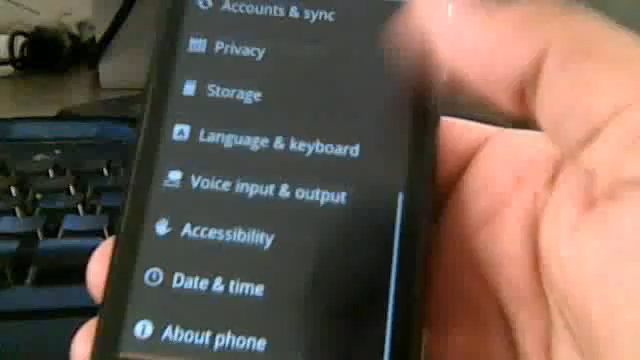 Accounts & sync
Privacy
Storage
Language & keyboard
Voice input & output
Accessibility
Date & time
About phone